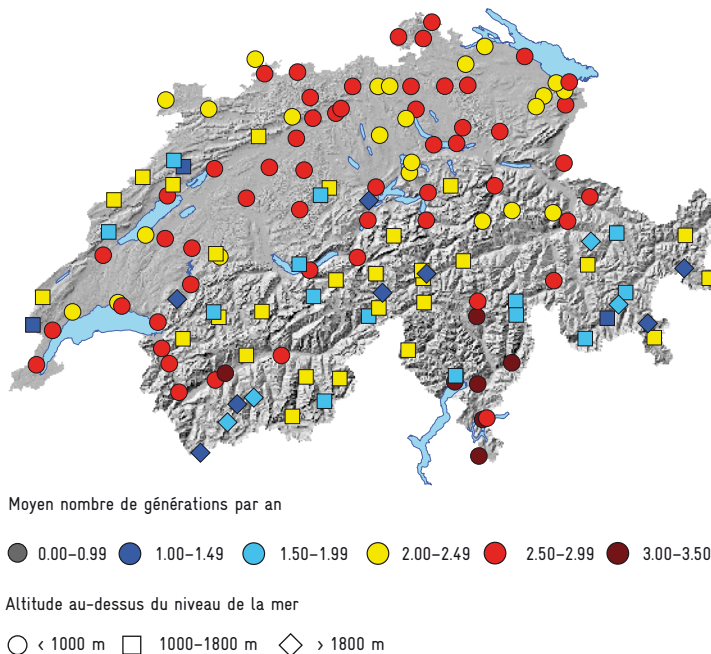 Moyen nombre de générations par an
0.00–0.99 1.00–1.49 1.50–1.99 2.00–2.49 2.50–2.99 3.00–3.50
Altitude au-dessus du niveau de la mer
< 1000 m 1000–1800 m > 1800 m